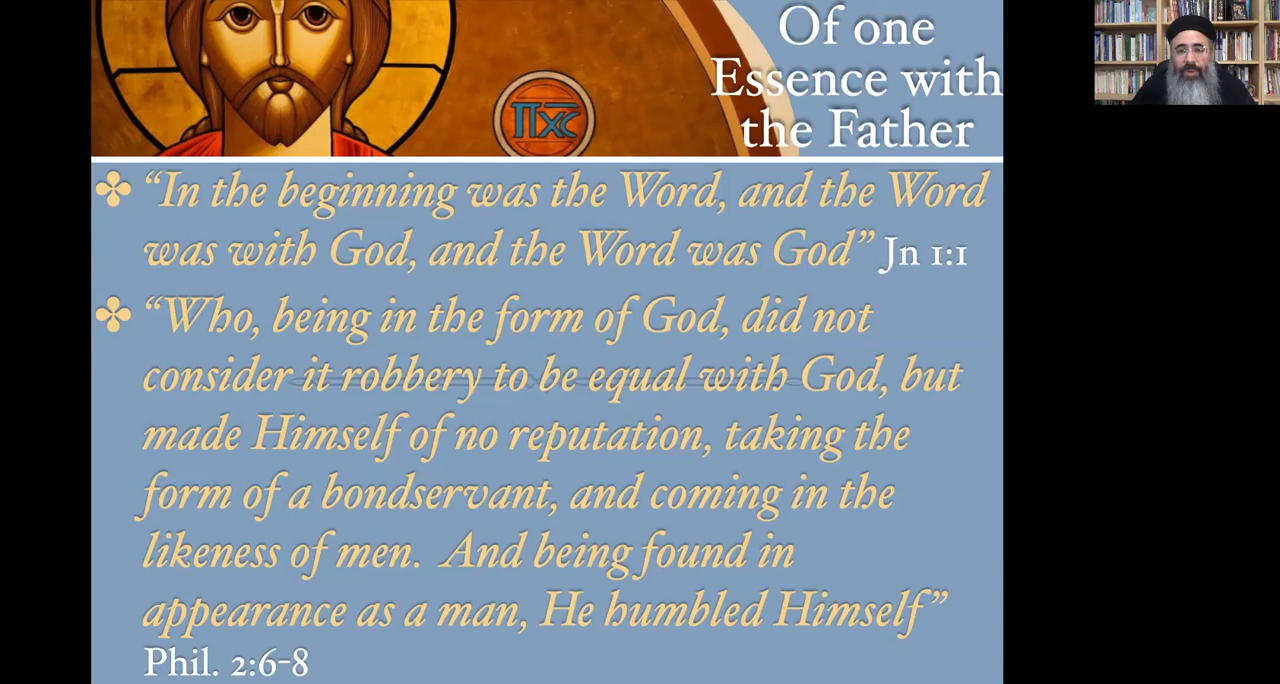 Of one
Essence with
the Father
ⲠⲭⲤ
✤ “In the beginning was the Word, and the Word
was with God, and the Word was God” Jn 1:1
✤ “Who, being in the form of God, did not
consider it robbery to be equal with God, but
made Himself of no reputation, taking the
form of a bondservant, and coming in the
likeness of men. And being found in
appearance as a man, He humbled Himself”
Phil. 2:6-8